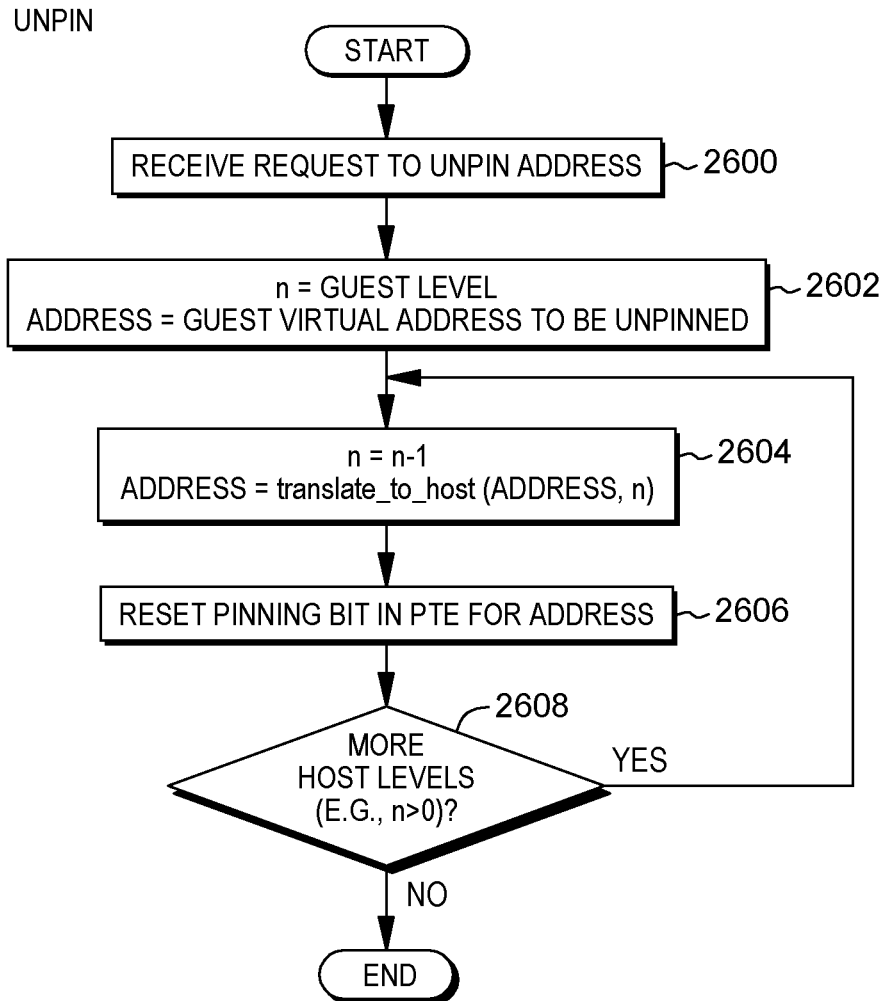 UNPIN
START
RECEIVE REQUEST TO UNPIN ADDRESS
2600
n = GUEST LEVEL
ADDRESS = GUEST VIRTUAL ADDRESS TO BE UNPINNED
2602
n = n-1
ADDRESS = translate_to_host (ADDRESS, n)
2604
RESET PINNING BIT IN PTE FOR ADDRESS
2606
2608
MORE
HOST LEVELS
(E.G., n>0)?
YES
NO
END